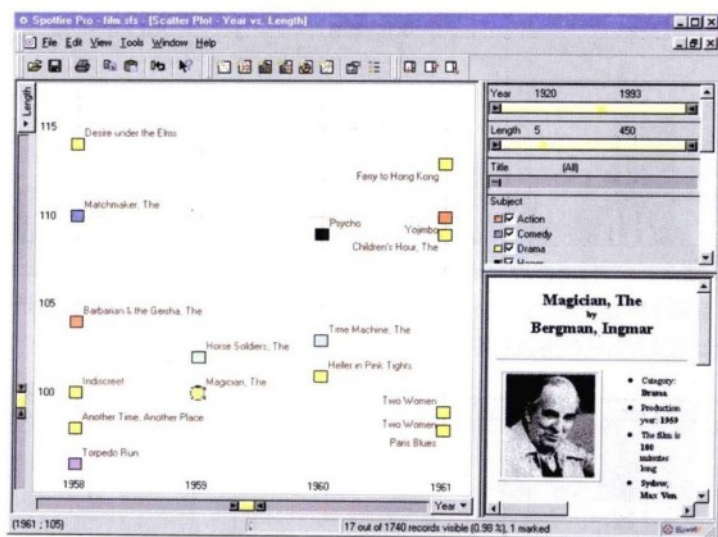 Spotfire Pro - film.sfs - [Scatter Plot - Year vs. Length]
File Edit View Tools Window Help
Length
115
Desire under the Elms
Ferry to Hong Kong
110
Matchmaker, The
Psycho
Yojimbo
Children's Hour, The
105
Barbarian & the Geisha, The
Time Machine, The
Horse Soldiers, The
Heller in Pink Tights
100
Indiscreet
Magician, The
Two Women
Another Time, Another Place
Two Women
Paris Blues
Torpedo Run
1958 1959 1960 1961
Year
Year 1920 1993
Length 5 450
Title (All)
Subject
Action
Comedy
Drama
Magician, The
by
Bergman, Ingmar
Category:
Drama
Production
year: 1959
The film is
100
minutes
long
Sydow,
Max Von
(1961 ; 105)
17 out of 1740 records visible (0.98 %), 1 marked